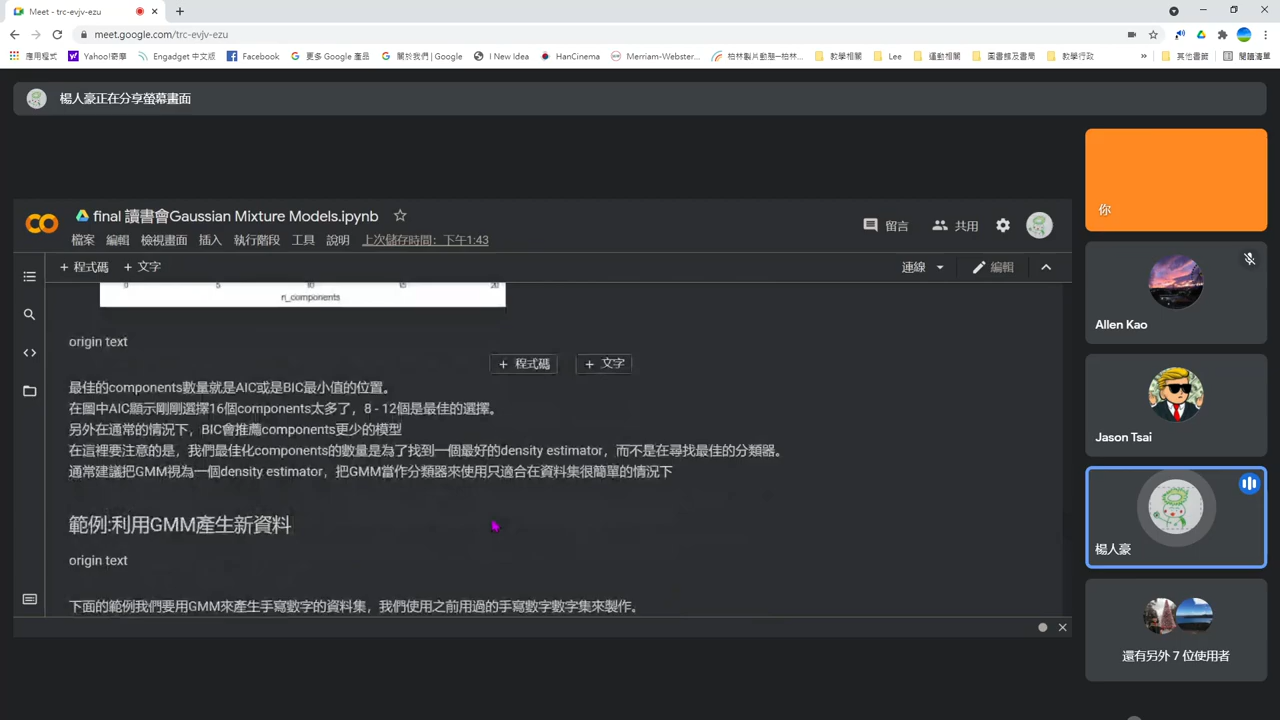 Meet - trc-evjv-ezu
meet.google.com/trc-evjv-ezu
應用程式 Yahoo!奇摩 Engadget 中文版 Facebook 更多 Google 產品 關於我們 | Google I New Idea HanCinema Merriam-Webster... 柏林製片動態—柏林... 教學相關 Lee 運動相關 圖書館及書局 教學行政 » 其他書籤 閱讀清單
楊人豪正在分享螢幕畫面
final 讀書會Gaussian Mixture Models.ipynb
檔案 編輯 檢視畫面 插入 執行階段 工具 說明 上次儲存時間：下午1:43
留言 共用
+ 程式碼 + 文字 連線 編輯
0 5 10 15 20
n_components
origin text
+ 程式碼 + 文字
最佳的components數量就是AIC或是BIC最小值的位置。
在圖中AIC顯示剛剛選擇16個components太多了，8 - 12個是最佳的選擇。
另外在通常的情況下，BIC會推薦components更少的模型
在這裡要注意的是，我們最佳化components的數量是為了找到一個最好的density estimator，而不是在尋找最佳的分類器。
通常建議把GMM視為一個density estimator，把GMM當作分類器來使用只適合在資料集很簡單的情況下
範例:利用GMM產生新資料
origin text
下面的範例我們要用GMM來產生手寫數字的資料集，我們使用之前用過的手寫數字數字集來製作。
你
Allen Kao
Jason Tsai
楊人豪
還有另外 7 位使用者